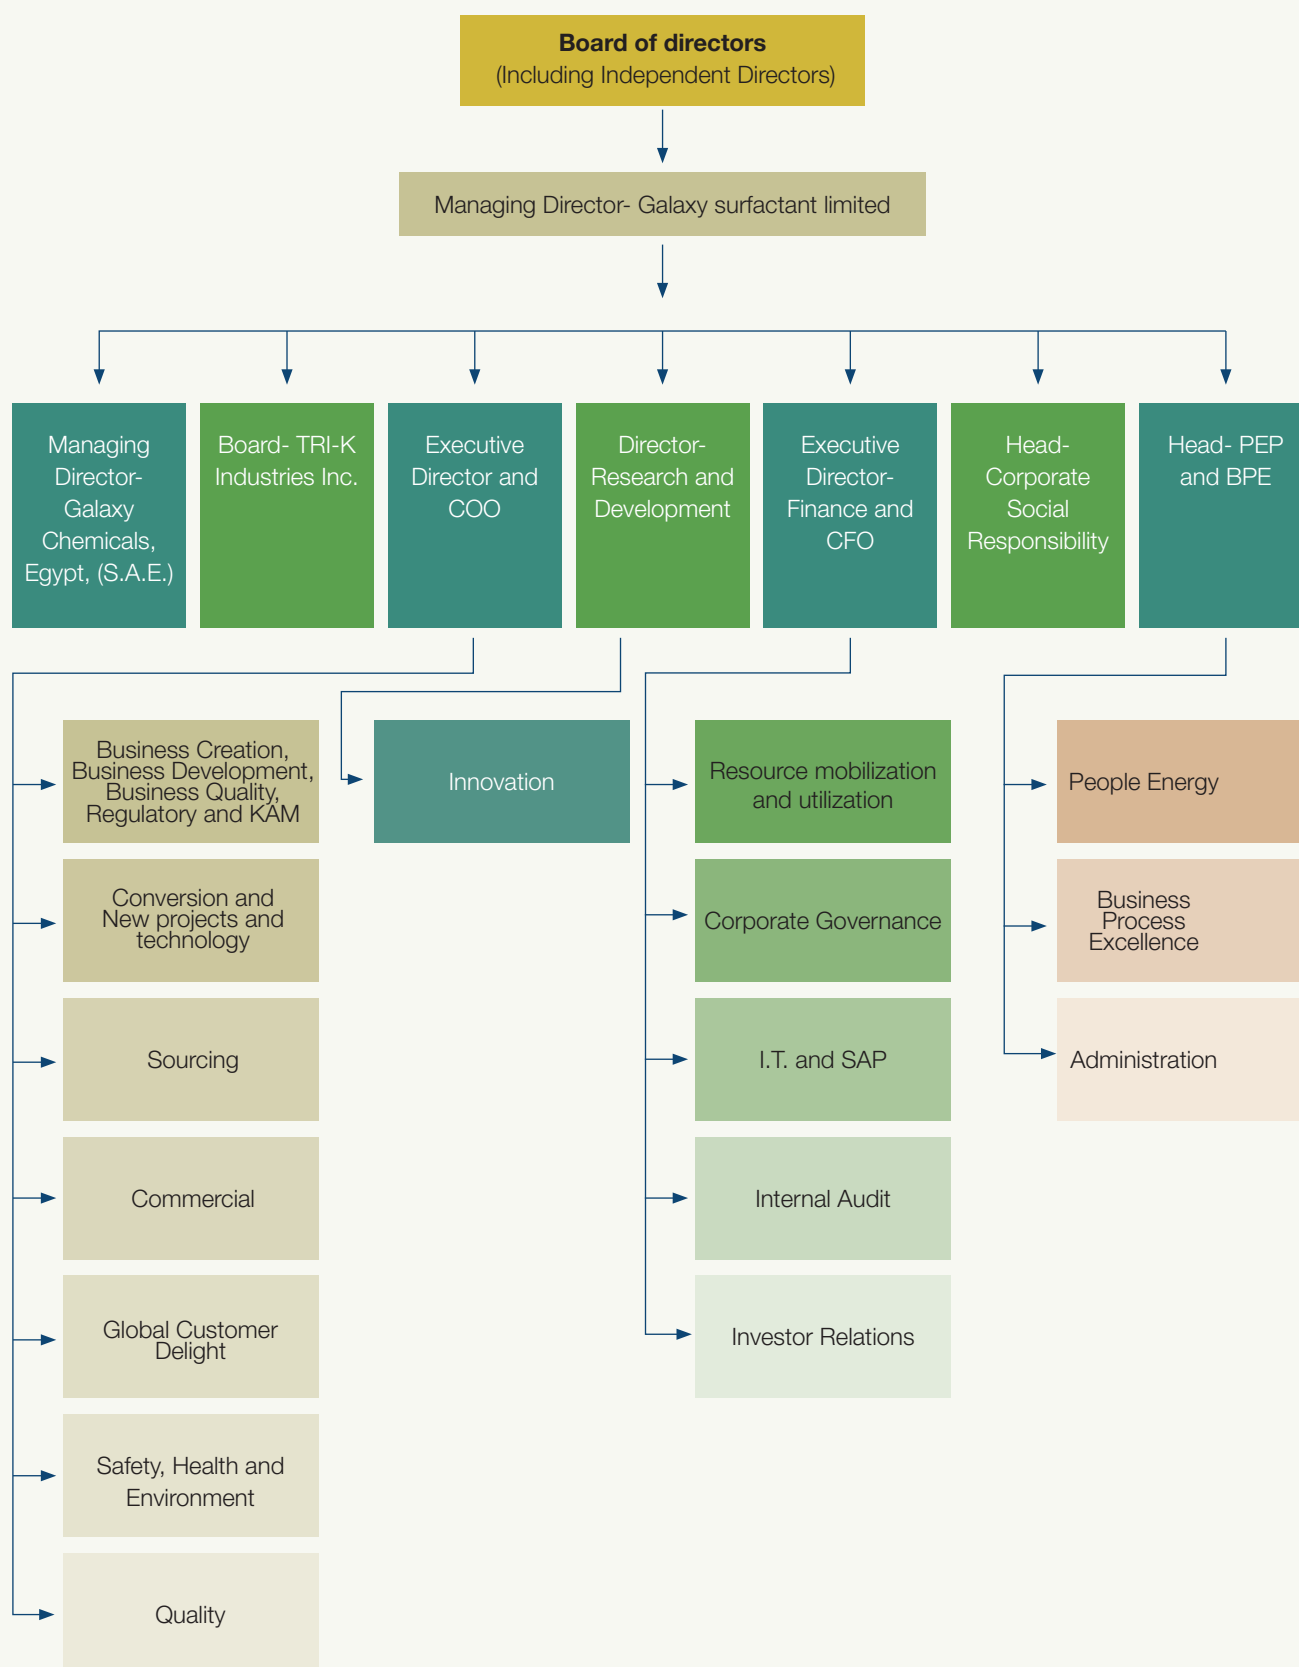 Board of directors
(Including Independent Directors)
Managing Director- Galaxy surfactant limited
Managing
Director-
Galaxy
Chemicals,
Egypt, (S.A.E.)
Board- TRI-K
Industries Inc.
Executive
Director and
COO
Director-
Research and
Development
Executive
Director-
Finance and
CFO
Head-
Corporate
Social
Responsibility
Head- PEP
and BPE
Business Creation,
Business Development,
Business Quality,
Regulatory and KAM
Conversion and
New projects and
technology
Sourcing
Commercial
Global Customer
Delight
Safety, Health and
Environment
Quality
Innovation
Resource mobilization
and utilization
Corporate Governance
I.T. and SAP
Internal Audit
Investor Relations
People Energy
Business
Process
Excellence
Administration